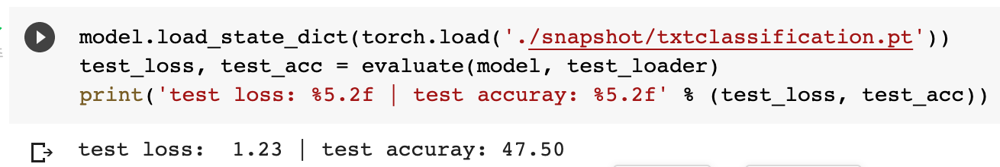 model.load_state_dict(torch.load('./snapshot/txtclassification.pt'))
test_loss, test_acc = evaluate(model, test_loader)
print('test loss: %5.2f | test accuray: %5.2f' % (test_loss, test_acc))
test loss:  1.23 | test accuray: 47.50